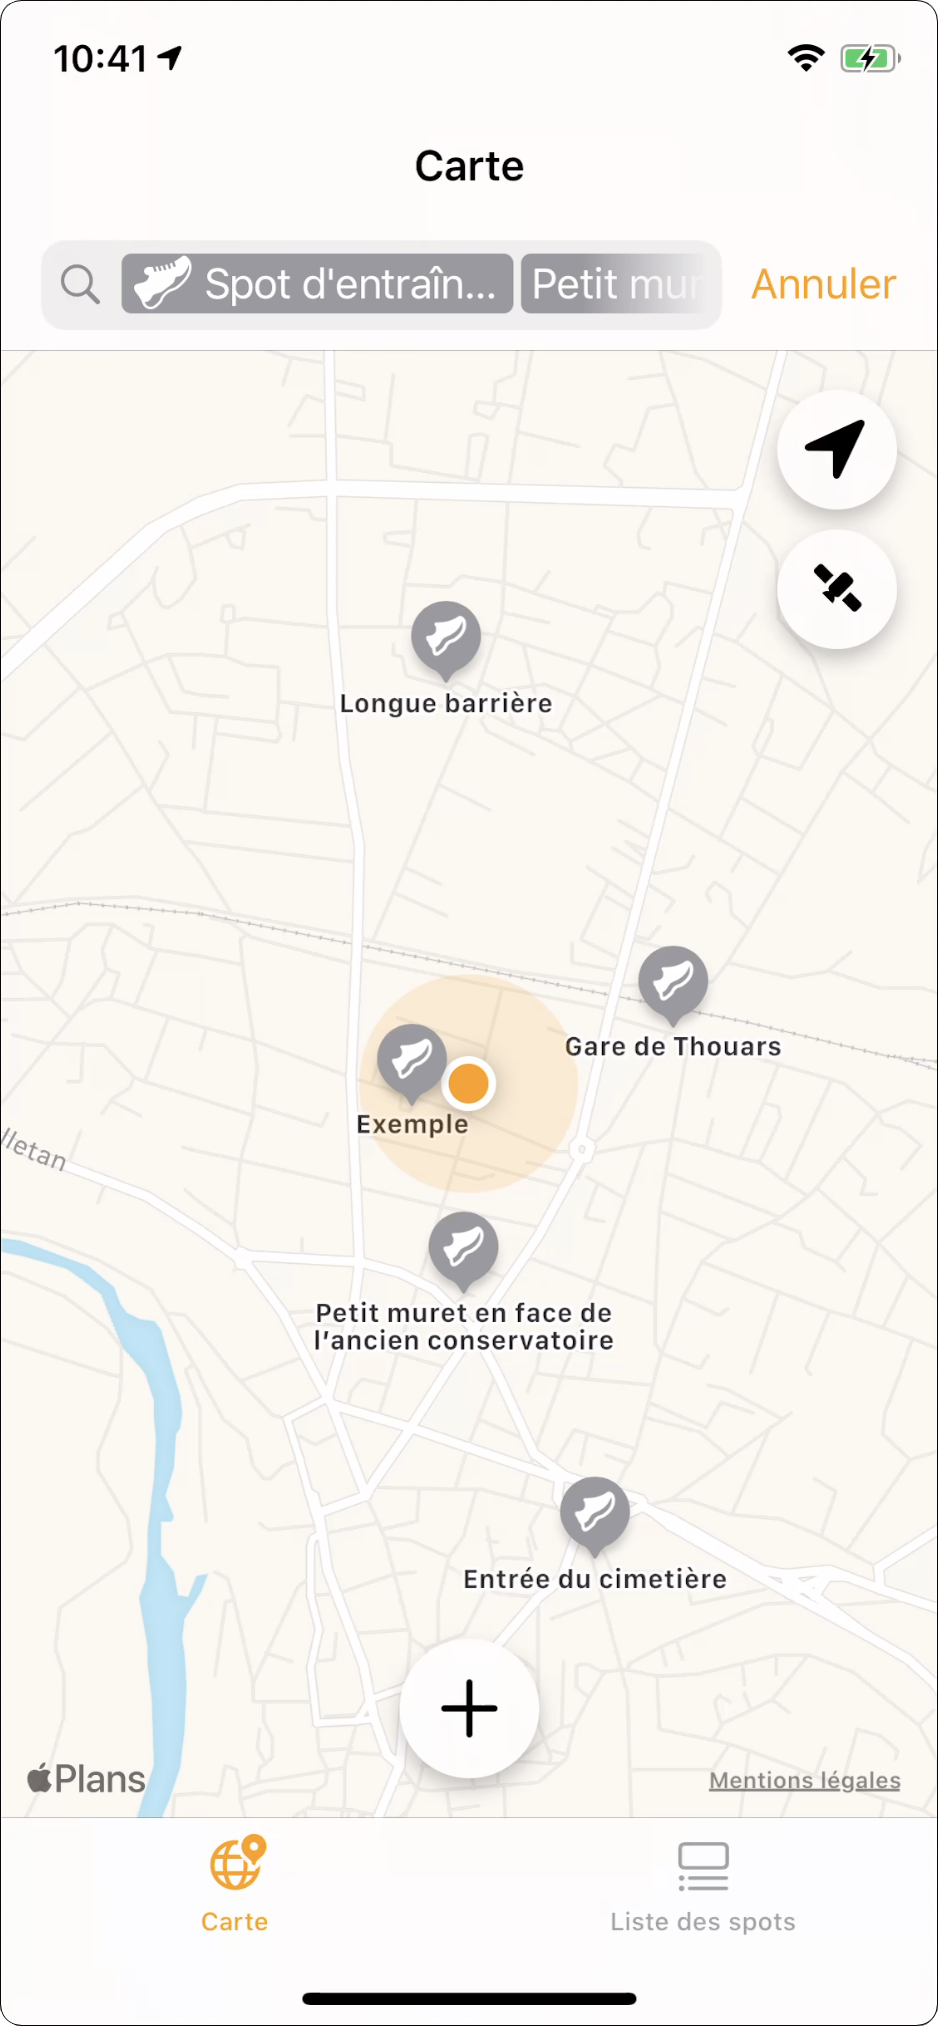 10:41
Carte
Spot d'entraîn... Petit mur
Annuler
Longue barrière
Gare de Thouars
Exemple
lletan
Petit muret en face de
l'ancien conservatoire
Entrée du cimetière
Plans
Mentions légales
Carte
Liste des spots